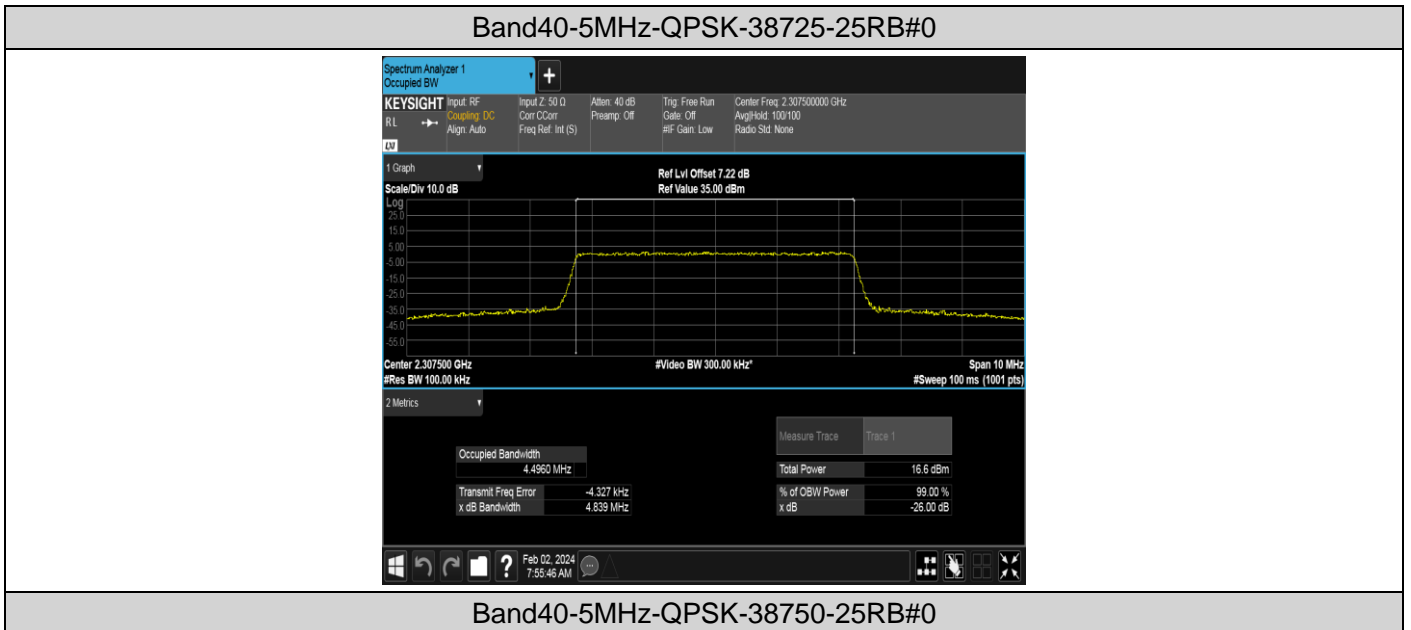 Band40-5MHz-QPSK-38725-25RB#0
Spectrum Analyzer 1
Occupied BW
KEYSIGHT
R L
LXI
Input: RF
Coupling: DC
Align: Auto
Input Z: 50 Ω
Corr CCorr
Freq Ref: Int (S)
Atten: 40 dB
Preamp: Off
Trig: Free Run
Gate: Off
#IF Gain: Low
Center Freq: 2.307500000 GHz
Avg|Hold: 100/100
Radio Std: None
1 Graph
Scale/Div 10.0 dB
Ref Lvl Offset 7.22 dB
Ref Value 35.00 dBm
Log
25.0
15.0
5.00
-5.00
-15.0
-25.0
-35.0
-45.0
-55.0
Center 2.307500 GHz
#Res BW 100.00 kHz
#Video BW 300.00 kHz*
Span 10 MHz
#Sweep 100 ms (1001 pts)
2 Metrics
Measure Trace Trace 1
Occupied Bandwidth
4.4960 MHz
Total Power 16.6 dBm
Transmit Freq Error -4.327 kHz
% of OBW Power 99.00 %
x dB Bandwidth 4.839 MHz
x dB -26.00 dB
?
Feb 02, 2024
7:55:46 AM
Band40-5MHz-QPSK-38750-25RB#0